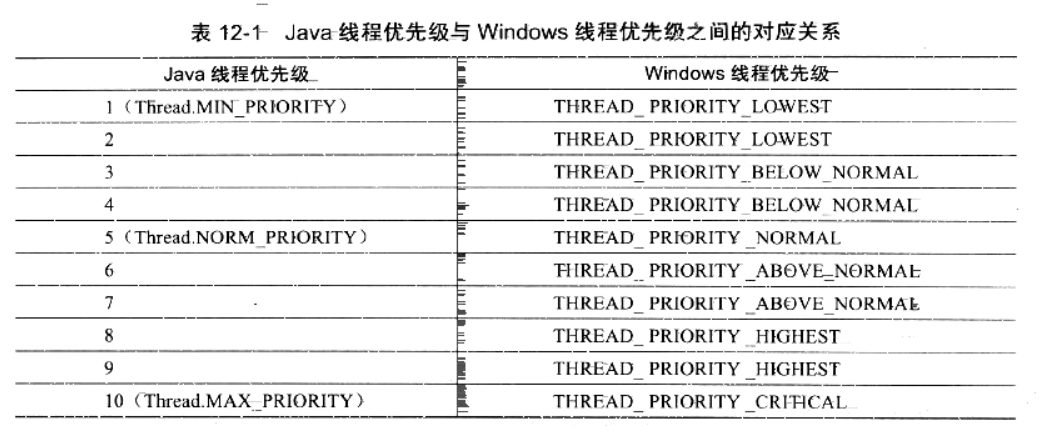 表 12-1 Java 线程优先级与 Windows 线程优先级之间的对应关系
Java 线程优先级 Windows 线程优先级
1（Thread.MIN_PRIORITY） THREAD_PRIORITY_LOWEST
2 THREAD_PRIORITY_LOWEST
3 THREAD_PRIORITY_BELOW_NORMAL
4 THREAD_PRIORITY_BELOW_NORMAL
5（Thread.NORM_PRIORITY） THREAD_PRIORITY_NORMAL
6 THREAD_PRIORITY_ABOVE_NORMAL
7 THREAD_PRIORITY_ABOVE_NORMAL
8 THREAD_PRIORITY_HIGHEST
9 THREAD_PRIORITY_HIGHEST
10（Thread.MAX_PRIORITY） THREAD_PRIORITY_CRITICAL